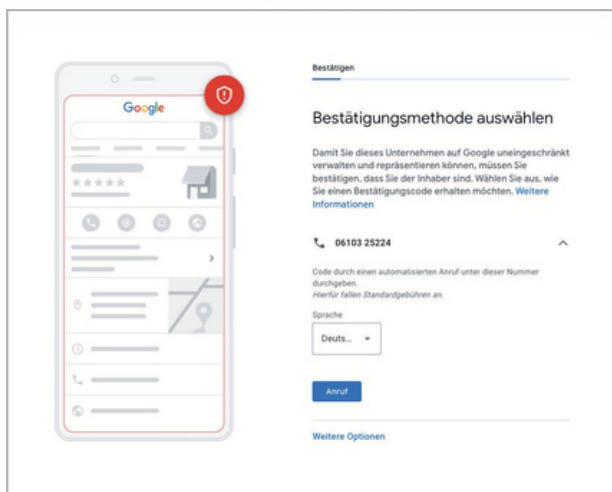 Google
Bestätigen
Bestätigungsmethode auswählen
Damit Sie dieses Unternehmen auf Google uneingeschränkt
verwalten und repräsentieren können, müssen Sie
bestätigen, dass Sie der Inhaber sind. Wählen Sie aus, wie
Sie einen Bestätigungscode erhalten möchten. Weitere
Informationen
06103 25224
Code durch einen automatisierten Anruf unter dieser Nummer
durchgeben.
Hierfür fallen Standardgebühren an.
Sprache
Deuts...
Anruf
Weitere Optionen